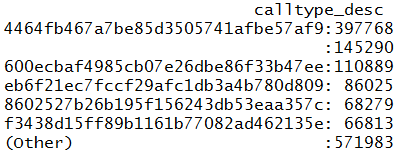 calltype_desc
4464fb467a7be85d3505741afbe57af9:397768
:145290
600ecbaf4985cb07e26dbe86f33b47ee:110889
eb6f21ec7fccf29afc1db3a4b780d809: 86025
8602527b26b195f156243db53eaa357c: 68279
f3438d15ff89b1161b77082ad462135e: 66813
(Other) :571983